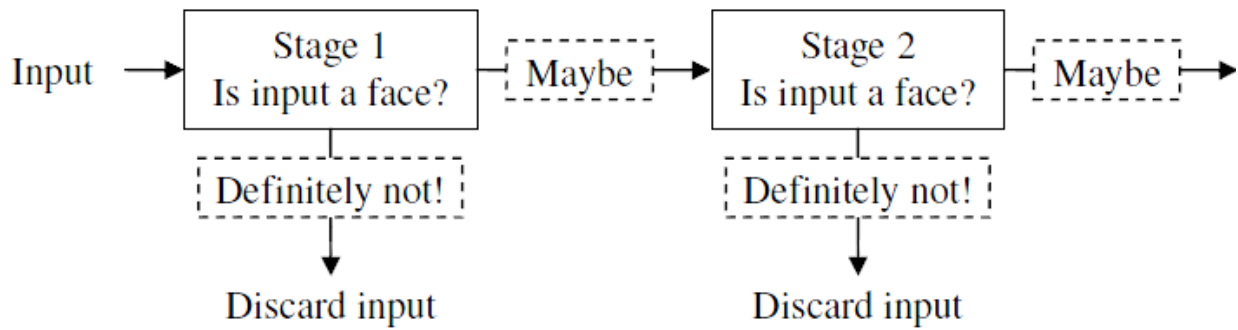 Input
Stage 1
Is input a face?
Maybe
Stage 2
Is input a face?
Maybe
Definitely not!
Definitely not!
Discard input
Discard input